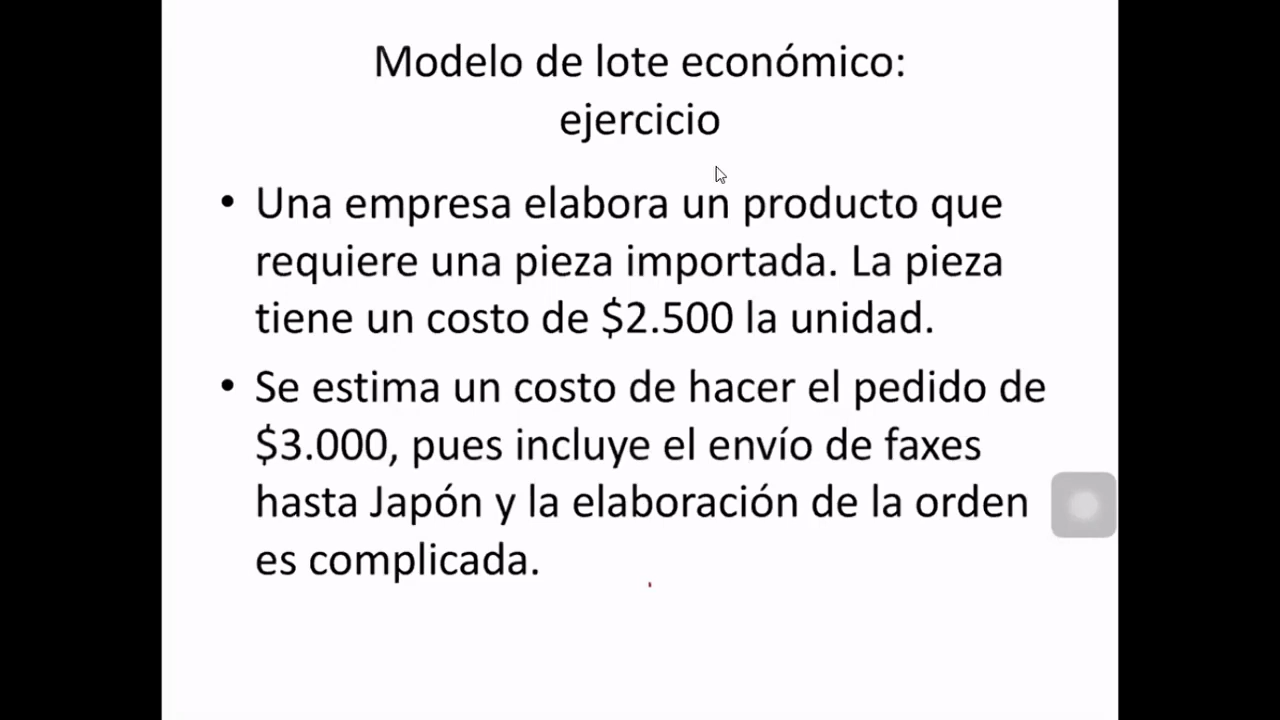 Modelo de lote económico:
ejercicio
• Una empresa elabora un producto que
requiere una pieza importada. La pieza
tiene un costo de $2.500 la unidad.
• Se estima un costo de hacer el pedido de
$3.000, pues incluye el envío de faxes
hasta Japón y la elaboración de la orden
es complicada.